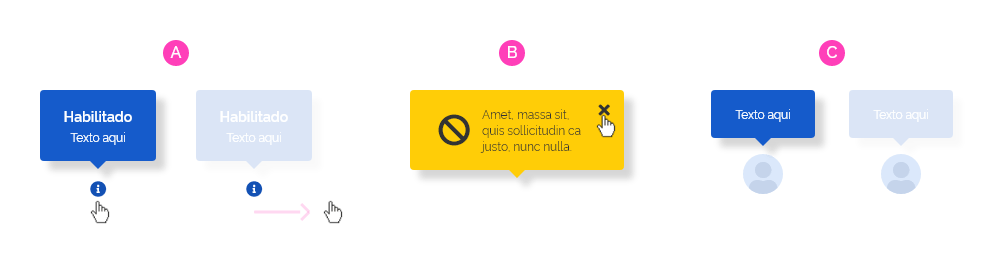 A
B
C
Habilitado
Texto aqui
Habilitado
Texto aqui
Amet, massa sit,
quis sollicitudin ca
justo, nunc nulla.
Texto aqui
Texto aqui